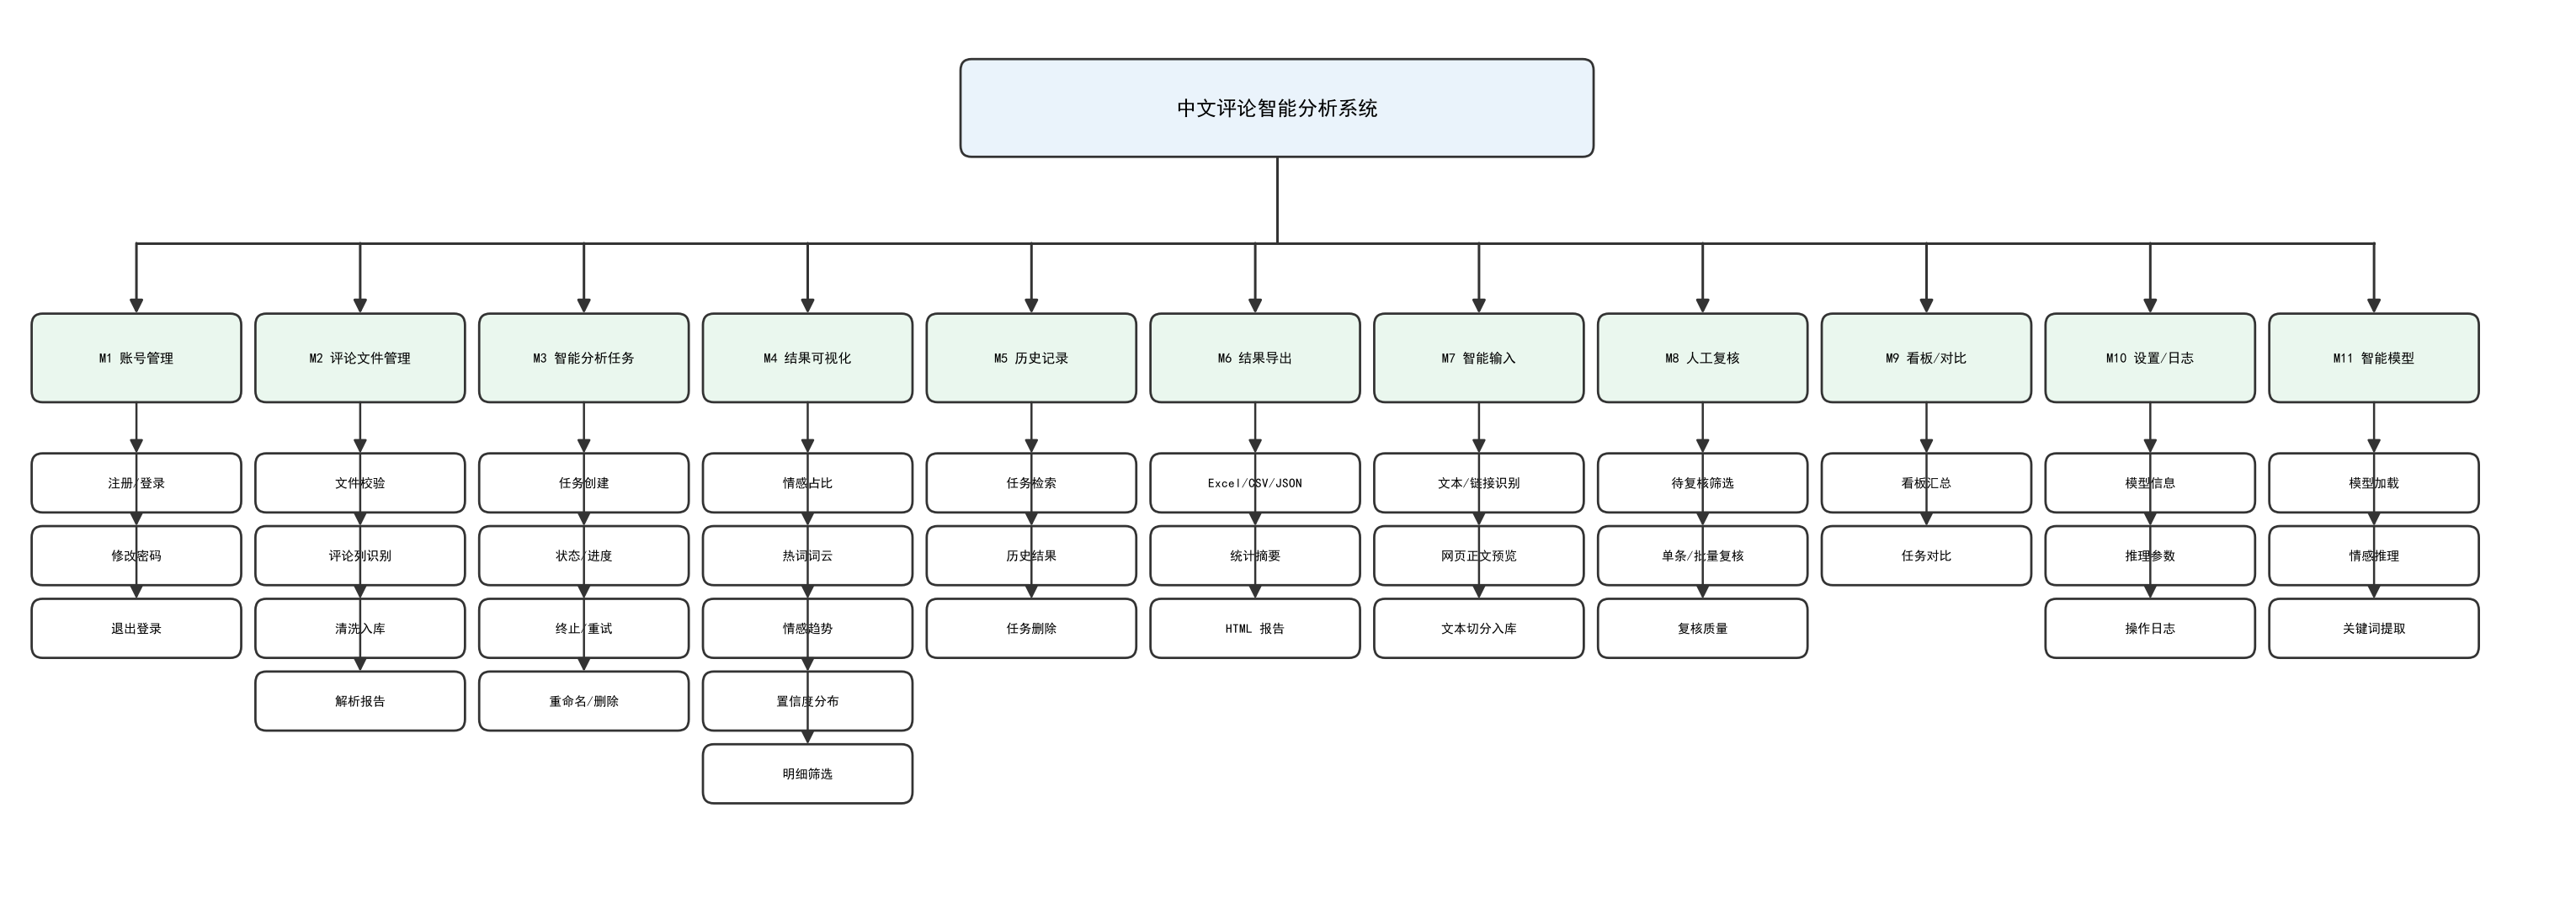 中文评论智能分析系统
M1 账号管理
M2 评论文件管理
M3 智能分析任务
M4 结果可视化
M5 历史记录
M6 结果导出
M7 智能输入
M8 人工复核
M9 看板/对比
M10 设置/日志
M11 智能模型
注册/登录
文件校验
任务创建
情感占比
任务检索
Excel/CSV/JSON
文本/链接识别
待复核筛选
看板汇总
模型信息
模型加载
修改密码
评论列识别
状态/进度
热词词云
历史结果
统计摘要
网页正文预览
单条/批量复核
任务对比
推理参数
情感推理
退出登录
清洗入库
终止/重试
情感趋势
任务删除
HTML 报告
文本切分入库
复核质量
操作日志
关键词提取
解析报告
重命名/删除
置信度分布
明细筛选